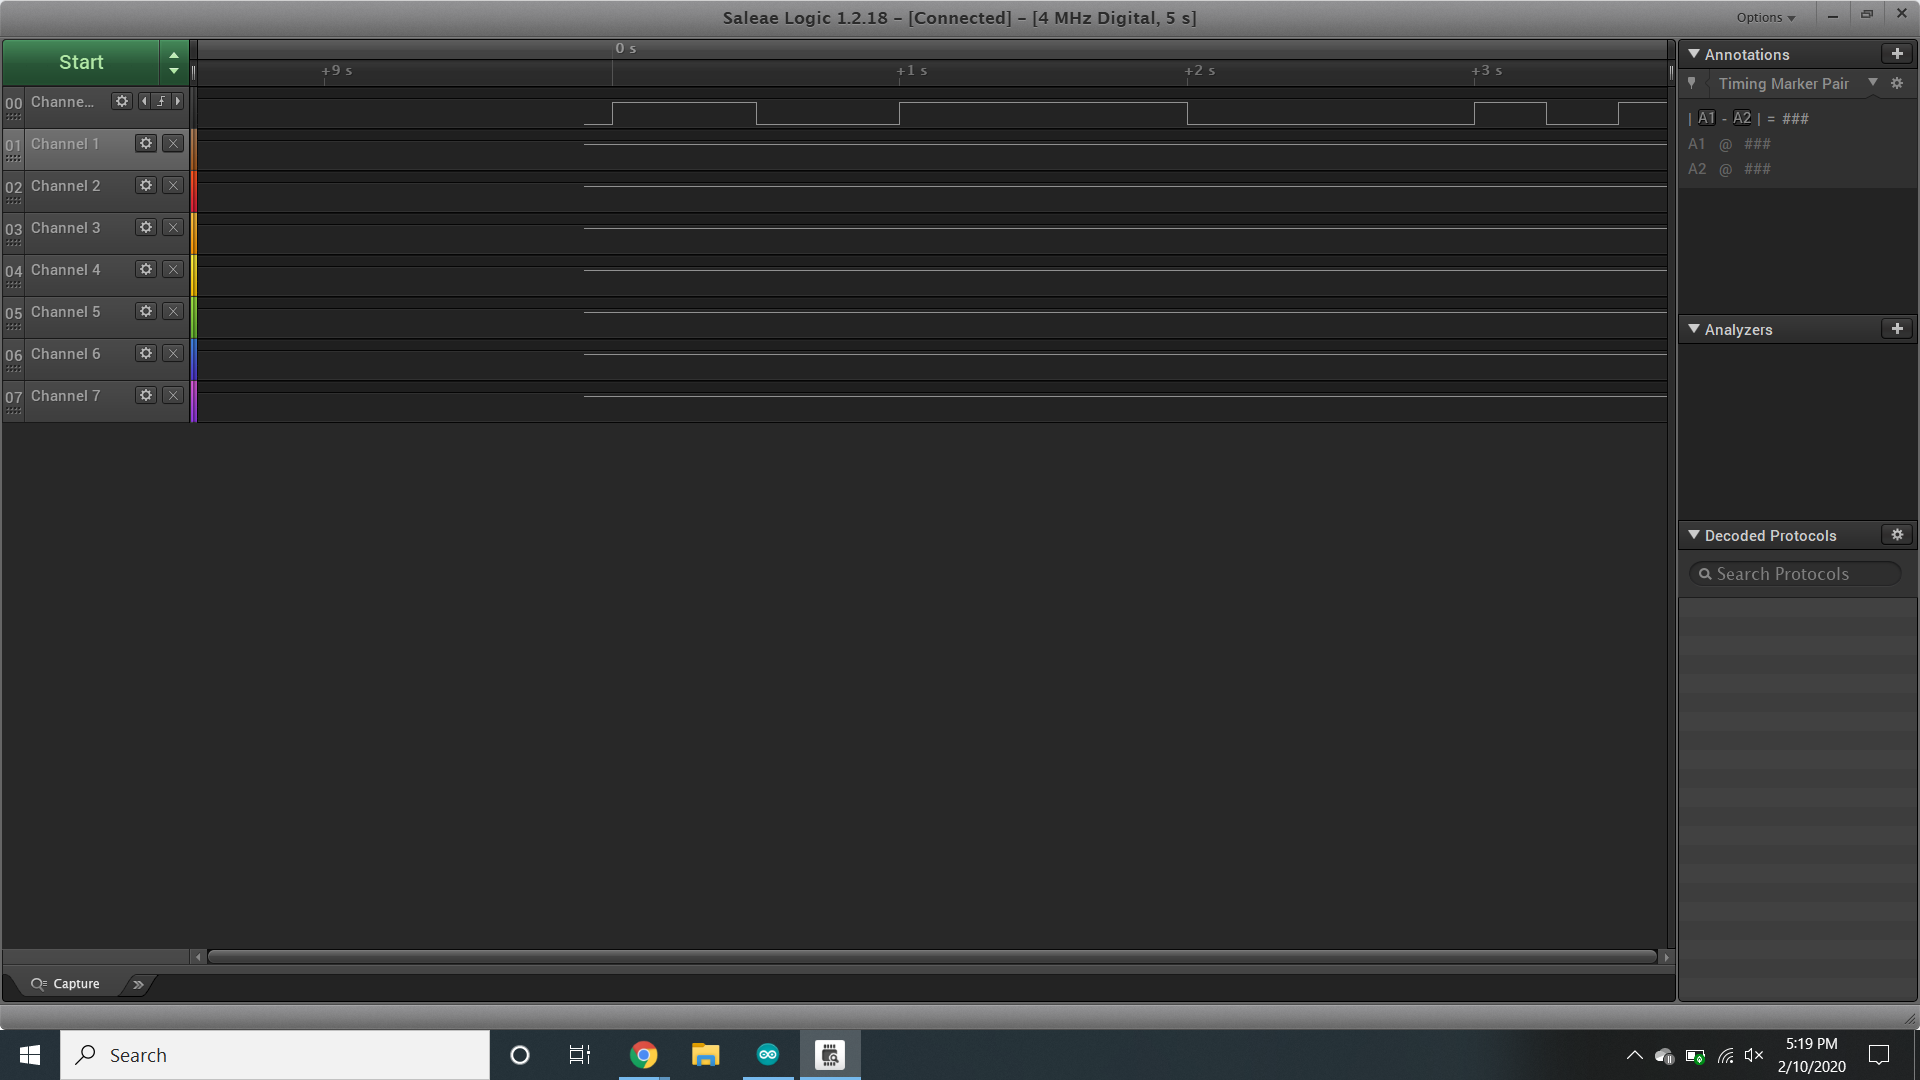 Saleae Logic 1.2.18 – [Connected] – [4 MHz Digital, 5 s]
Options
Start
0 s
+9 s
+1 s
+2 s
+3 s
00 Channe...
01 Channel 1
02 Channel 2
03 Channel 3
04 Channel 4
05 Channel 5
06 Channel 6
07 Channel 7
Annotations
Timing Marker Pair
| A1 - A2 | = ###
A1 @ ###
A2 @ ###
Analyzers
Decoded Protocols
Search Protocols
Capture
Search
5:19 PM
2/10/2020